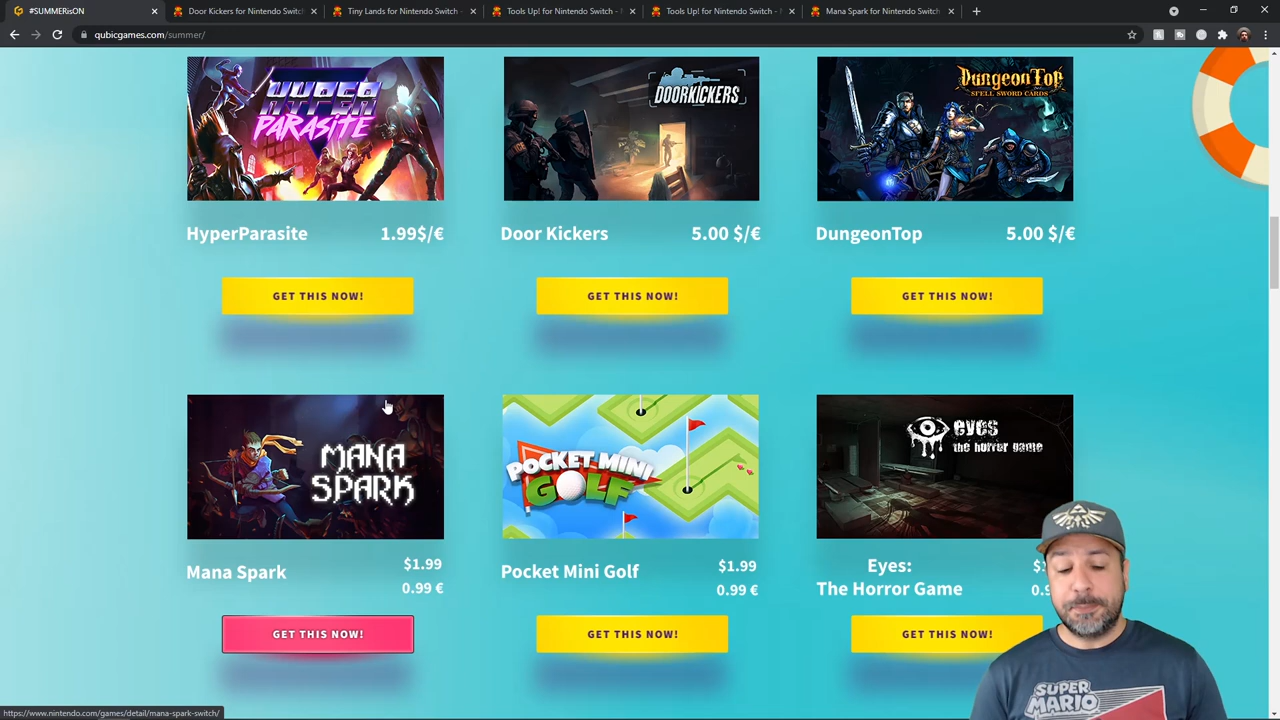 #SUMMERisON
Door Kickers for Nintendo Switch
Tiny Lands for Nintendo Switch -
Tools Up! for Nintendo Switch -
Tools Up! for Nintendo Switch -
Mana Spark for Nintendo Switch
qubicgames.com/summer/
HYPER
PARASITE
DOORKICKERS
DUNGEONTOP
SPELL SWORD CARDS
HyperParasite 1.99$/€
Door Kickers 5.00 $/€
DungeonTop 5.00 $/€
GET THIS NOW!
GET THIS NOW!
GET THIS NOW!
MANA
SPARK
POCKET MINI
GOLF
eyes
the horror game
Mana Spark
$1.99
0.99 €
Pocket Mini Golf
$1.99
0.99 €
Eyes:
The Horror Game
GET THIS NOW!
GET THIS NOW!
GET THIS NOW!
SUPER
MARIO
https://www.nintendo.com/games/detail/mana-spark-switch/